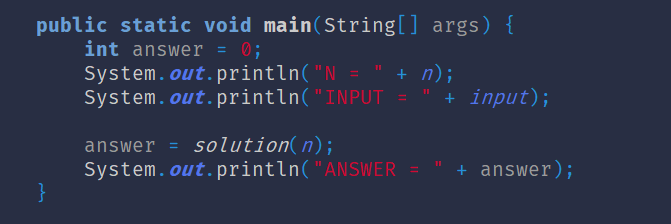 public static void main(String[] args) {
int answer = 0;
System.out.println("N = " + n);
System.out.println("INPUT = " + input);
answer = solution(n);
System.out.println("ANSWER = " + answer);
}